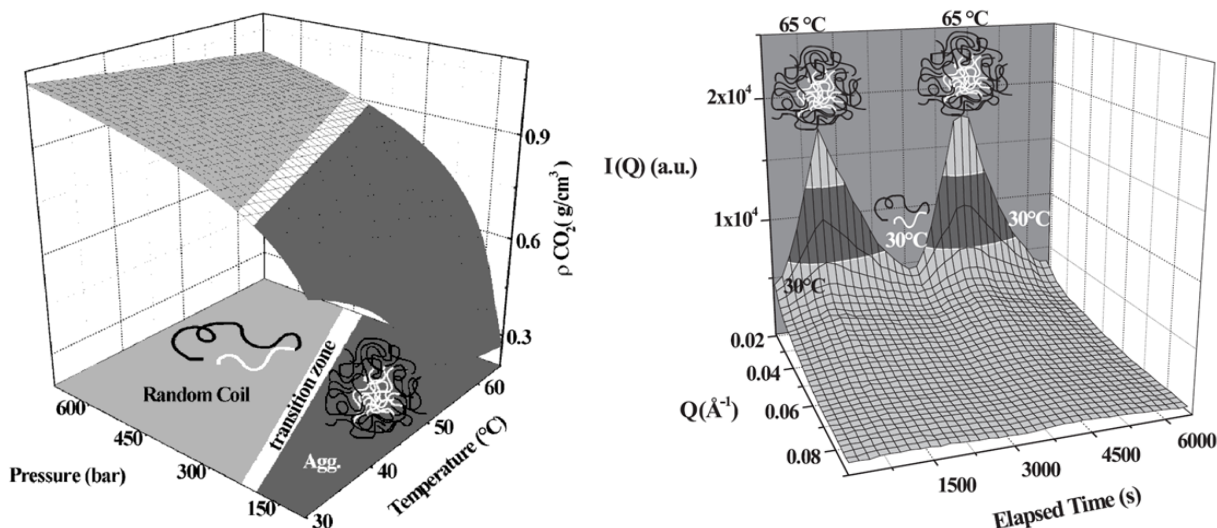 0.9
0.6
0.3
ρ CO₂( g/cm³)
600
450
300
150
Pressure (bar)
30
40
50
60
Temperature (°C)
Random Coil
transition zone
Agg.
65 °C
65 °C
2x10⁴
I (Q) (a.u.)
1x10⁴
30°C
30°C
30°C
0.02
0.04
0.06
0.08
Q(Å⁻¹)
1500
3000
4500
6000
Elapsed Time (s)